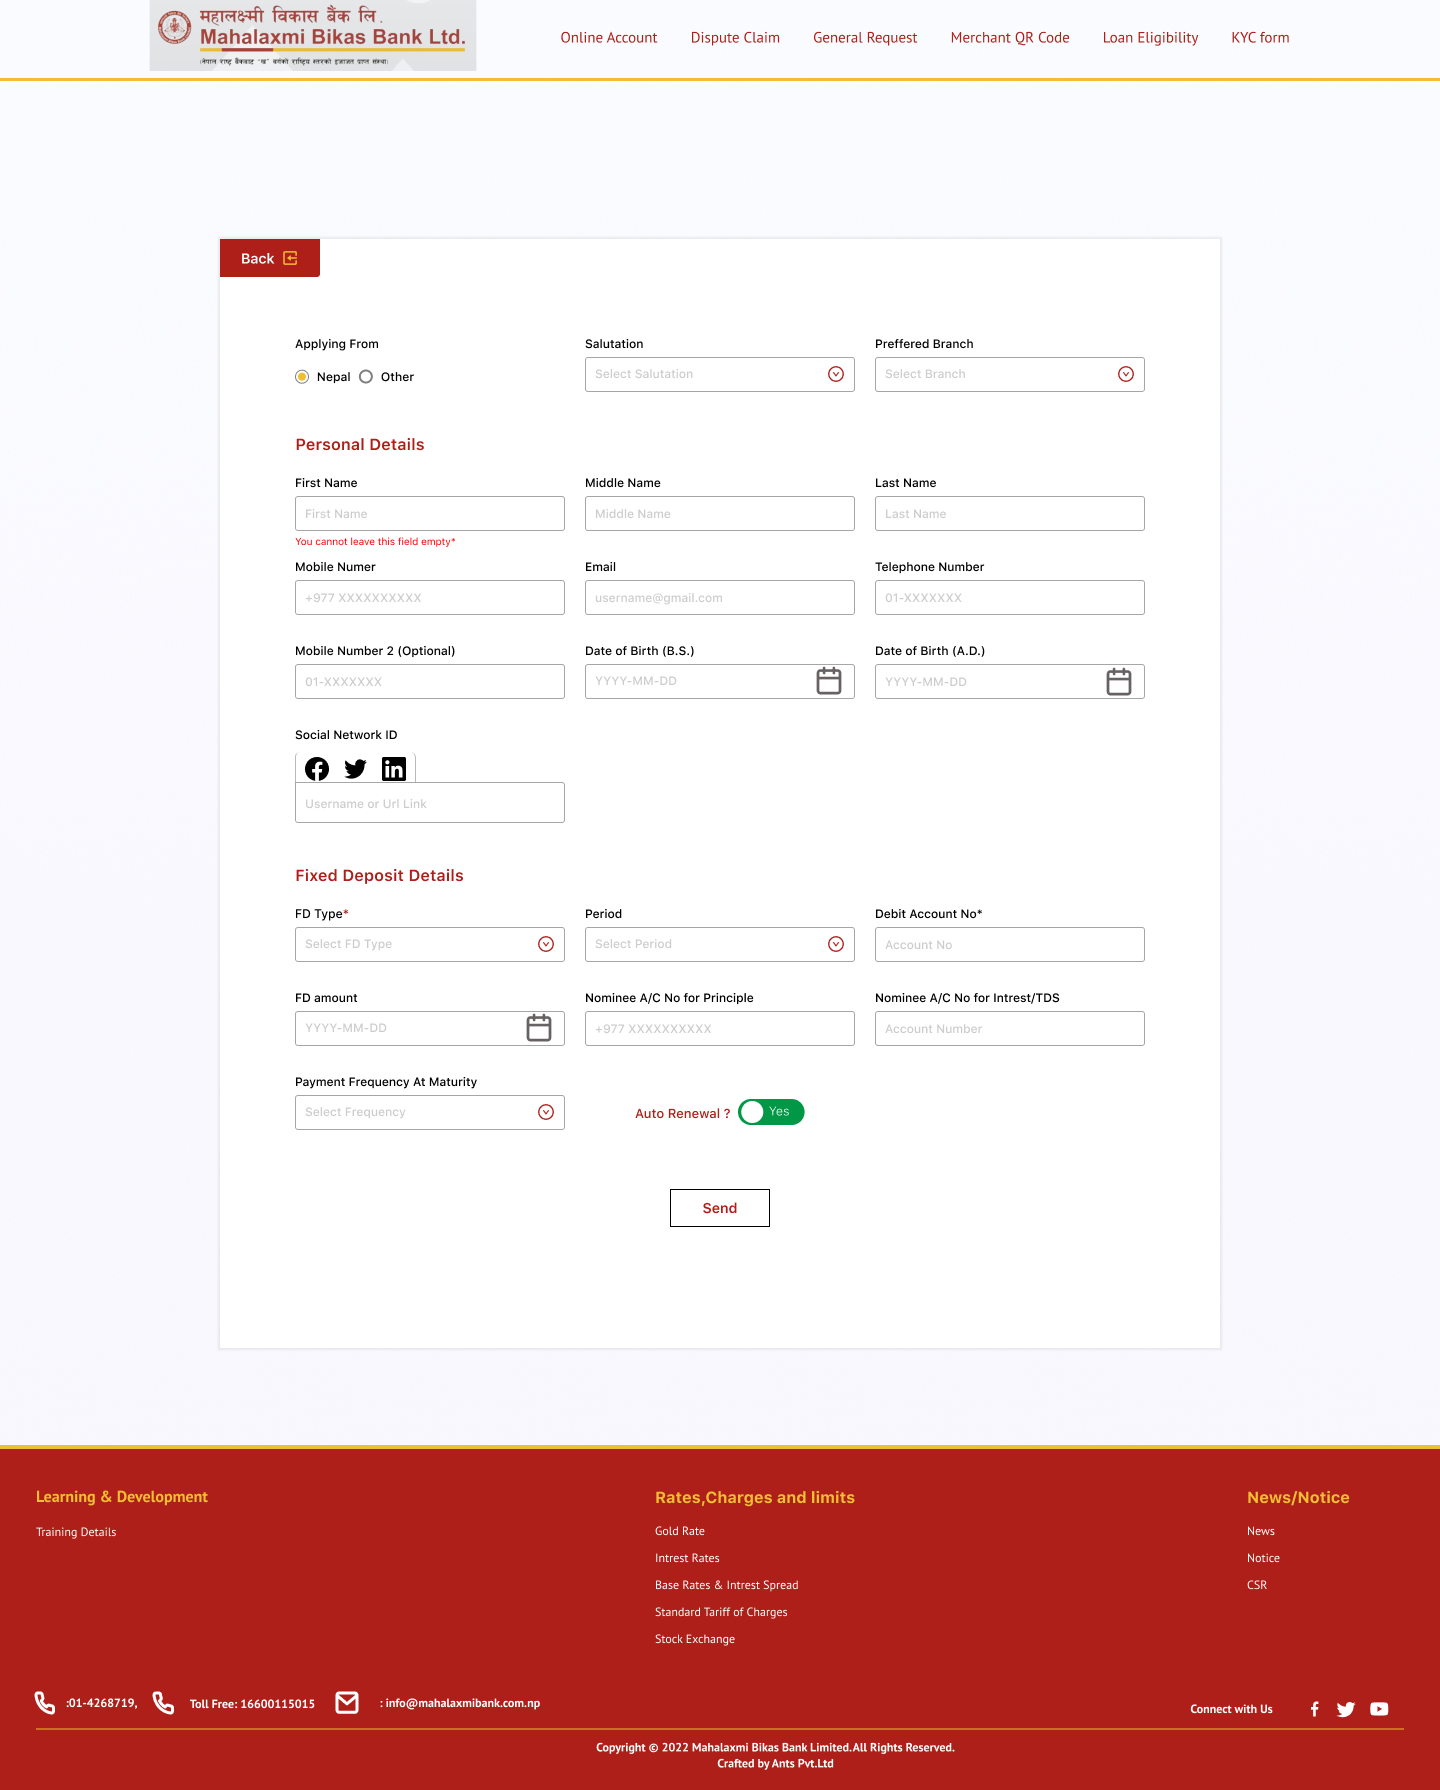 महालक्ष्मी विकास बैंक लि.
Mahalaxmi Bikas Bank Ltd.
(नेपाल राष्ट्र बैंकबाट "ख" वर्गको राष्ट्रिय स्तरको इजाजत प्राप्त संस्था)
Online Account
Dispute Claim
General Request
Merchant QR Code
Loan Eligibility
KYC form
Back
Applying From
Salutation
Preffered Branch
Nepal
Other
Select Salutation
Select Branch
Personal Details
First Name
Middle Name
Last Name
First Name
Middle Name
Last Name
You cannot leave this field empty*
Mobile Numer
Email
Telephone Number
+977 XXXXXXXXXX
username@gmail.com
01-XXXXXXX
Mobile Number 2 (Optional)
Date of Birth (B.S.)
Date of Birth (A.D.)
01-XXXXXXX
YYYY-MM-DD
YYYY-MM-DD
Social Network ID
Username or Url Link
Fixed Deposit Details
FD Type*
Period
Debit Account No*
Select FD Type
Select Period
Account No
FD amount
Nominee A/C No for Principle
Nominee A/C No for Intrest/TDS
YYYY-MM-DD
+977 XXXXXXXXXX
Account Number
Payment Frequency At Maturity
Select Frequency
Auto Renewal ?
Yes
Send
Learning & Development
Training Details
Rates,Charges and limits
Gold Rate
Intrest Rates
Base Rates & Intrest Spread
Standard Tariff of Charges
Stock Exchange
News/Notice
News
Notice
CSR
:01-4268719,
Toll Free: 16600115015
: info@mahalaxmibank.com.np
Connect with Us
Copyright © 2022 Mahalaxmi Bikas Bank Limited.All Rights Reserved.
Crafted by Ants Pvt.Ltd